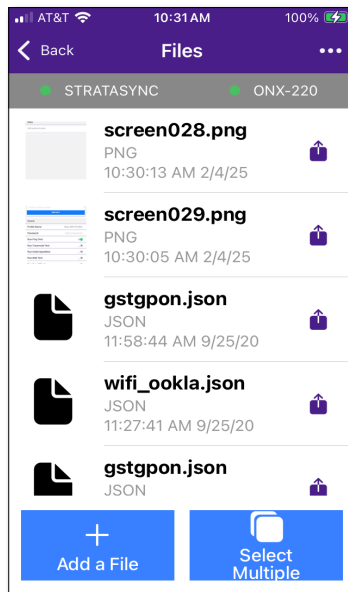 AT&T 10:31 AM 100%
Back Files
STRATASYNC ONX-220
screen028.png
PNG
10:30:13 AM 2/4/25
screen029.png
PNG
10:30:05 AM 2/4/25
gstgpon.json
JSON
11:58:44 AM 9/25/20
wifi_ookla.json
JSON
11:27:41 AM 9/25/20
gstgpon.json
JSON
Add a File
Select
Multiple